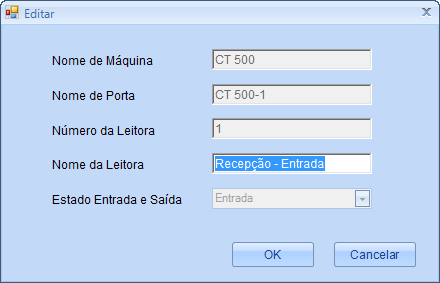 Editar
Nome de Máquina CT 500
Nome de Porta CT 500-1
Número da Leitora 1
Nome da Leitora Recepção - Entrada
Estado Entrada e Saída Entrada
OK Cancelar